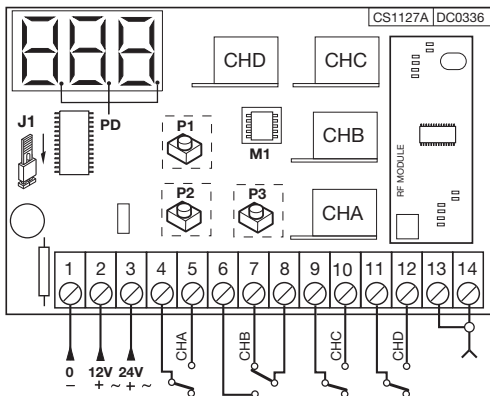 CS1127A DC0336
888
CHD CHC
J1
PD
P1
M1
CHB
RF MODULE
P2 P3
CHA
1 2 3 4 5 6 7 8 9 10 11 12 13 14
CHA CHB CHC CHD
0 12V 24V
− + ~ + ~